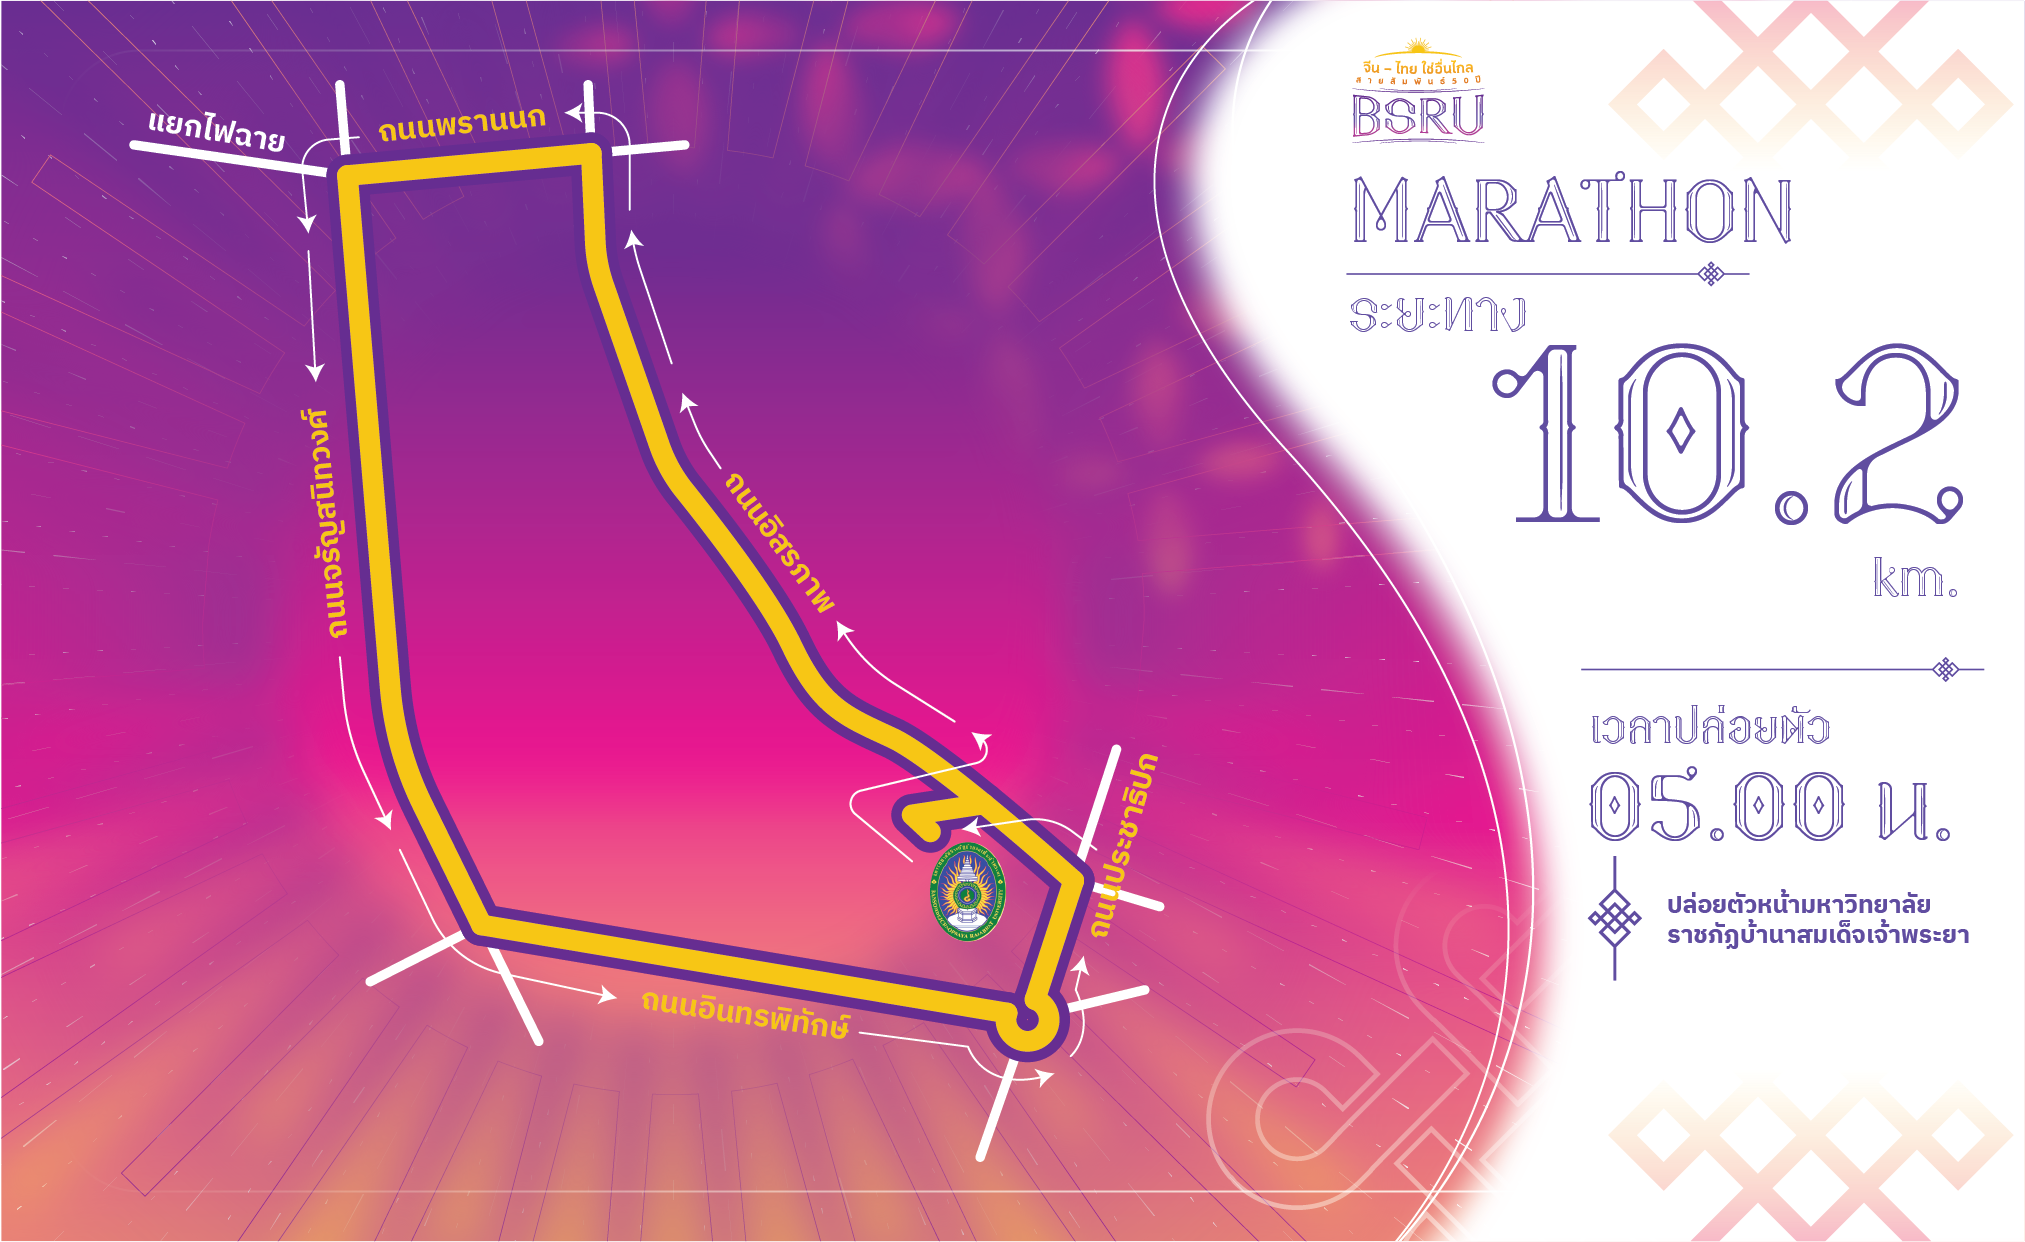 จีน – ไทย ใช่อื่นไกล
สายสัมพันธ์ 50 ปี
BSRU
MARATHON
ระยะทาง
10.2
km.
เวลาปล่อยตัว
05.00 น.
ปล่อยตัวหน้ามหาวิทยาลัย
ราชภัฏบ้านาสมเด็จเจ้าพระยา
แยกไฟฉาย
ถนนพรานนก
ถนนจรัญสนิทวงศ์
ถนนอิสรภาพ
ถนนประชาธิปก
ถนนอินทรพิทักษ์